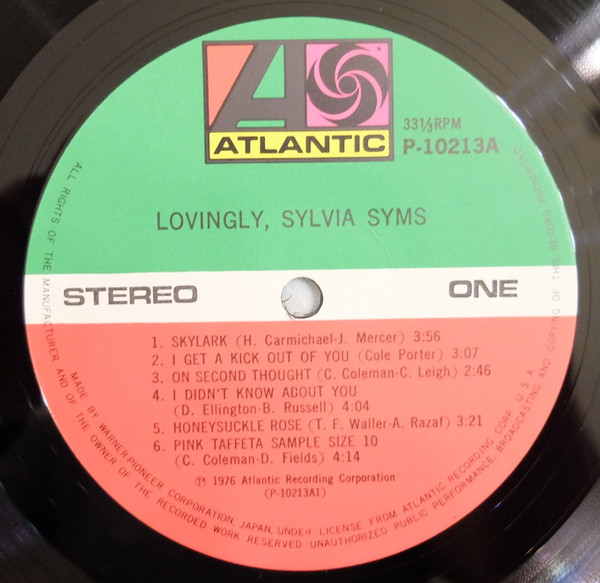 ATLANTIC
33⅓RPM
P-10213A
LOVINGLY, SYLVIA SYMS
STEREO
ONE
1. SKYLARK (H. Carmichael-J. Mercer) 3:56
2. I GET A KICK OUT OF YOU (Cole Porter) 3:07
3. ON SECOND THOUGHT (C. Coleman-C. Leigh) 2:46
4. I DIDN'T KNOW ABOUT YOU
(D. Ellington-B. Russell) 4:04
5. HONEYSUCKLE ROSE (T. F. Waller-A. Razaf) 3:21
6. PINK TAFFETA SAMPLE SIZE 10
(C. Coleman-D. Fields) 4:14
℗ 1976 Atlantic Recording Corporation
(P-10213A1)
MADE BY WARNER-PIONEER CORPORATION, JAPAN, UNDER LICENSE FROM ATLANTIC RECORDING CORP. U.S.A.
ALL RIGHTS OF THE MANUFACTURER AND OF THE OWNER OF THE RECORDED WORK RESERVED. UNAUTHORIZED PUBLIC PERFORMANCE, BROADCASTING AND COPYING OF THIS RECORD PROHIBITED